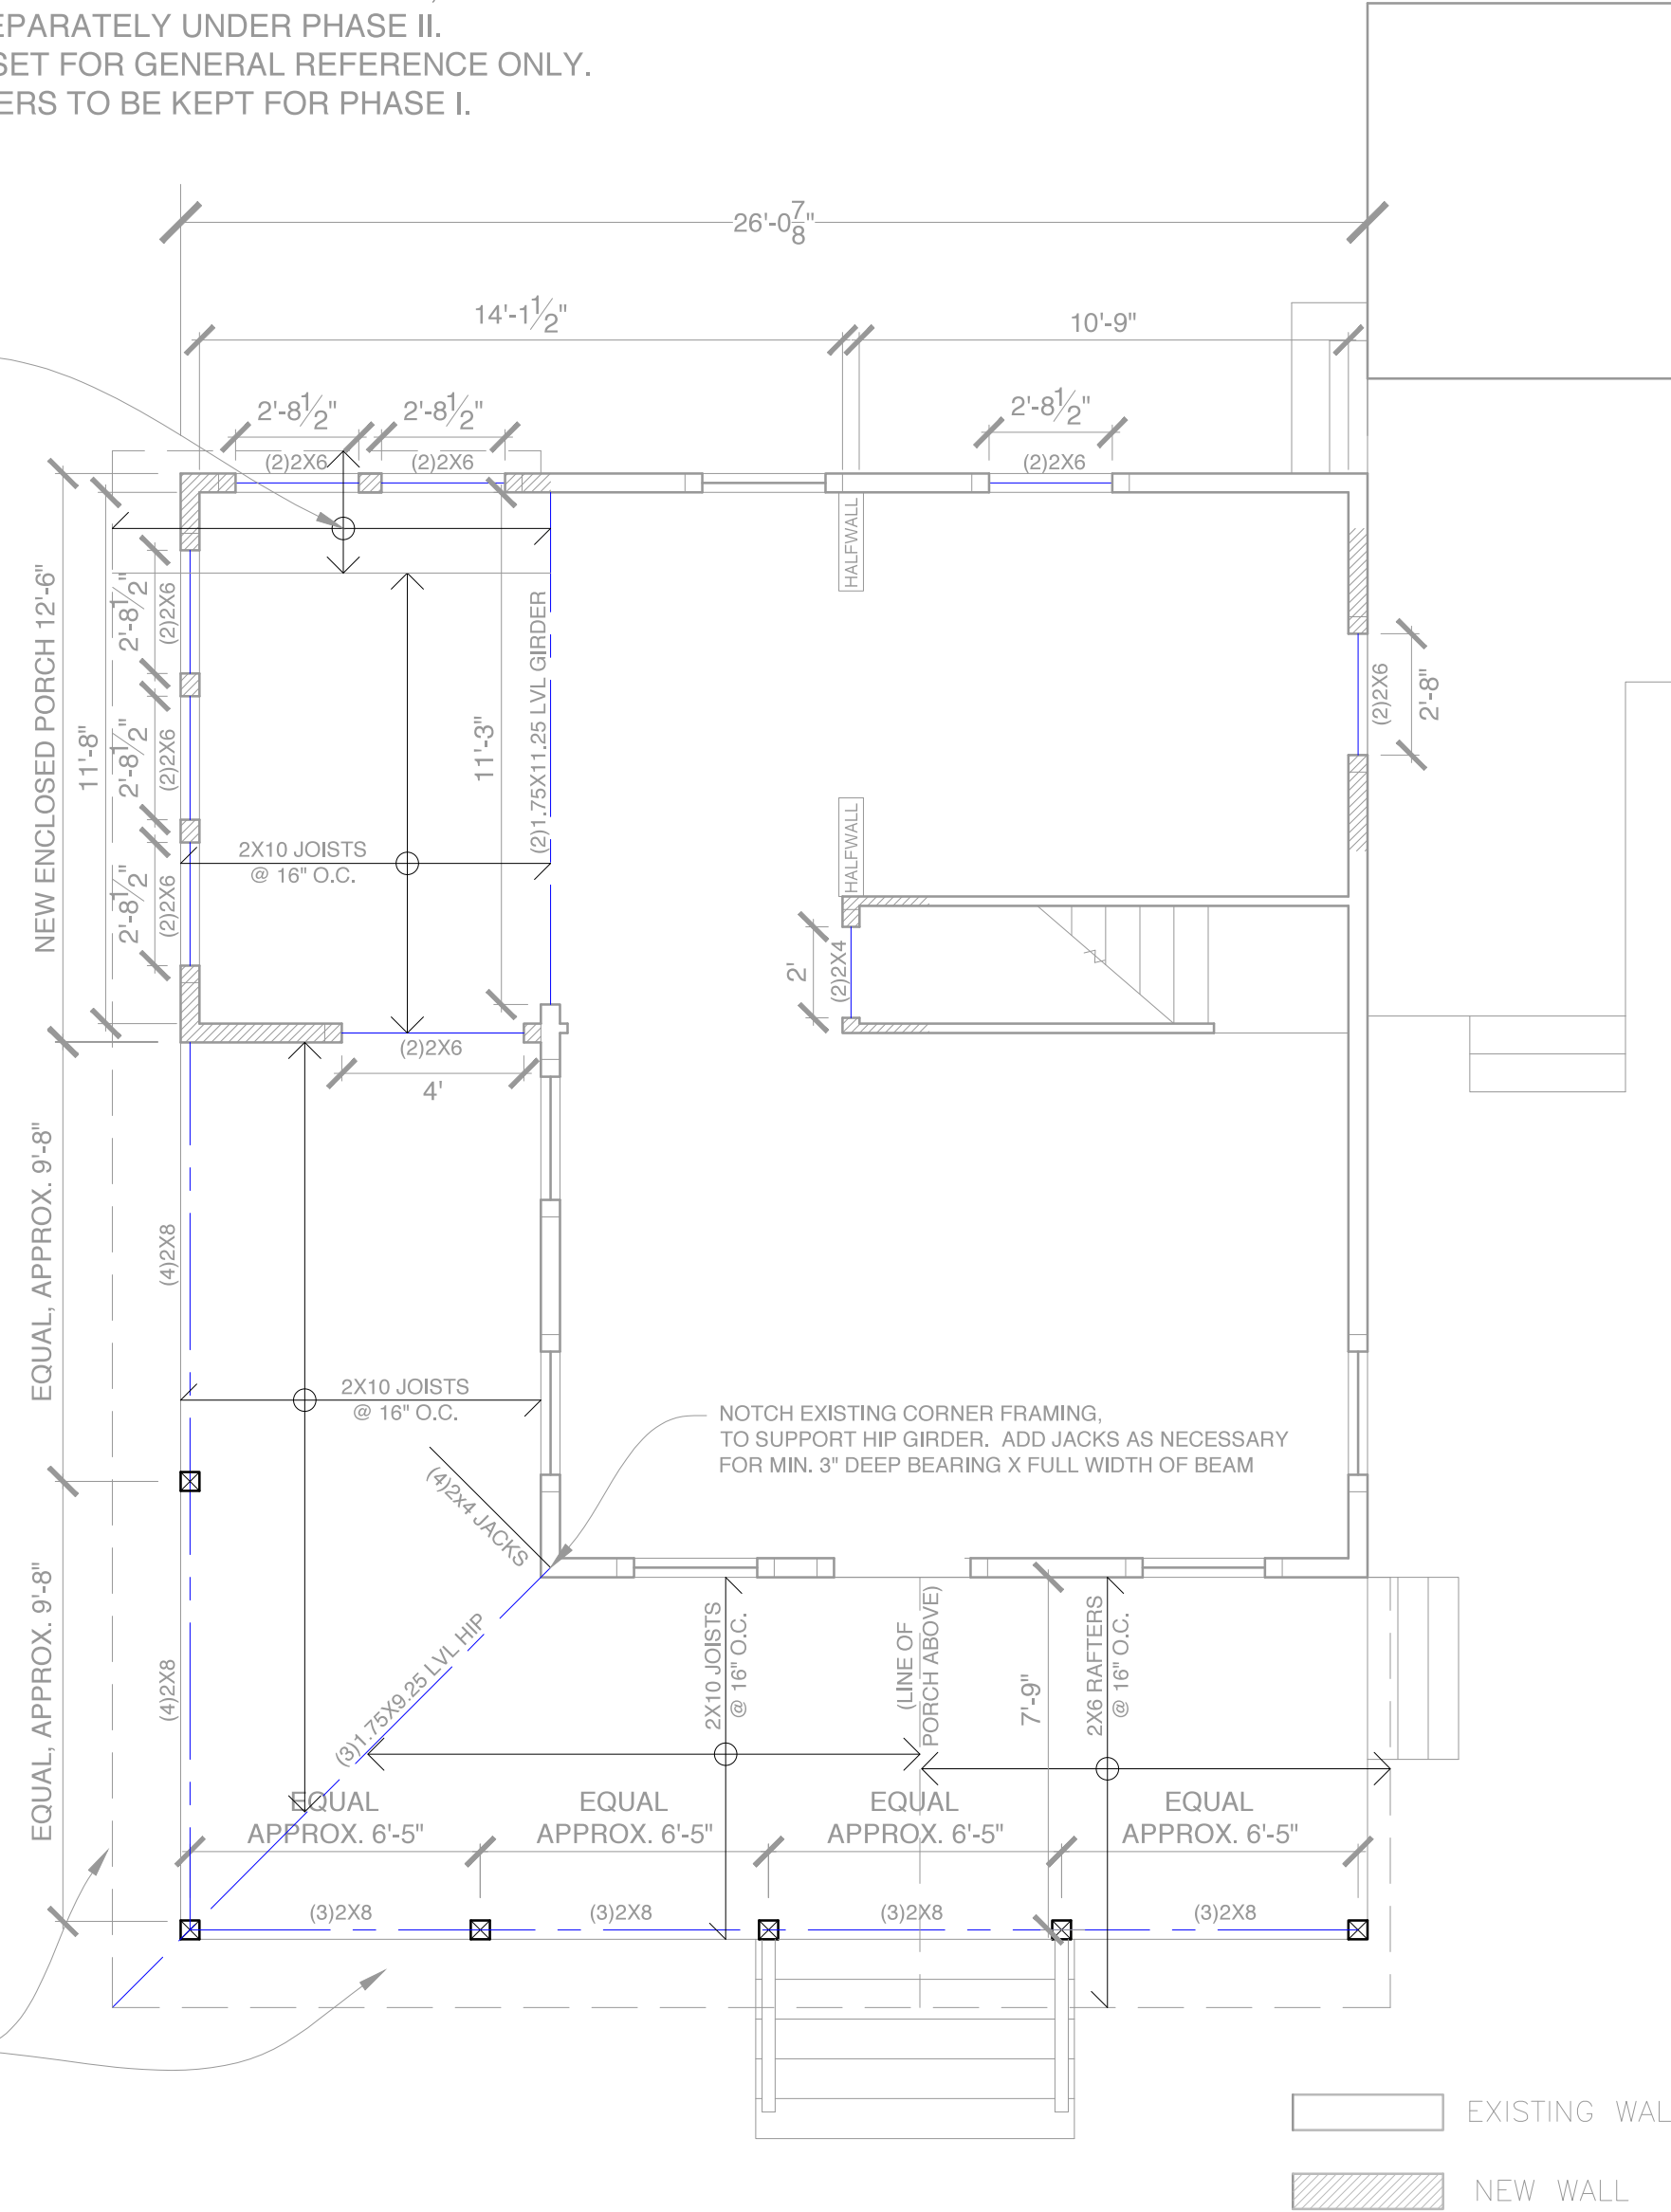 EPARATELY UNDER PHASE II.
SET FOR GENERAL REFERENCE ONLY.
ERS TO BE KEPT FOR PHASE I.
26'-0 7/8"
14'-1 1/2"
10'-9"
2'-8 1/2"
2'-8 1/2"
2'-8 1/2"
(2)2X6
(2)2X6
(2)2X6
NEW ENCLOSED PORCH 12'-6"
11'-8"
2'-8 1/2"
(2)2X6
2'-8 1/2"
(2)2X6
2'-8 1/2"
(2)2X6
11'-3"
(2)1.75X11.25 LVL GIRDER
HALFWALL
HALFWALL
(2)2X6
2'-8"
2X10 JOISTS
@ 16" O.C.
2'
(2)2X4
(2)2X6
4'
EQUAL, APPROX. 9'-8"
(4)2X8
2X10 JOISTS
@ 16" O.C.
NOTCH EXISTING CORNER FRAMING,
TO SUPPORT HIP GIRDER.  ADD JACKS AS NECESSARY
FOR MIN. 3" DEEP BEARING X FULL WIDTH OF BEAM
(4)2x4 JACKS
EQUAL, APPROX. 9'-8"
(4)2X8
(3)1.75X9.25 LVL HIP
2X10 JOISTS
@ 16" O.C.
(LINE OF
PORCH ABOVE)
7'-9"
2X6 RAFTERS
@ 16" O.C.
EQUAL
APPROX. 6'-5"
EQUAL
APPROX. 6'-5"
EQUAL
APPROX. 6'-5"
EQUAL
APPROX. 6'-5"
(3)2X8
(3)2X8
(3)2X8
(3)2X8
EXISTING WAL
NEW WALL